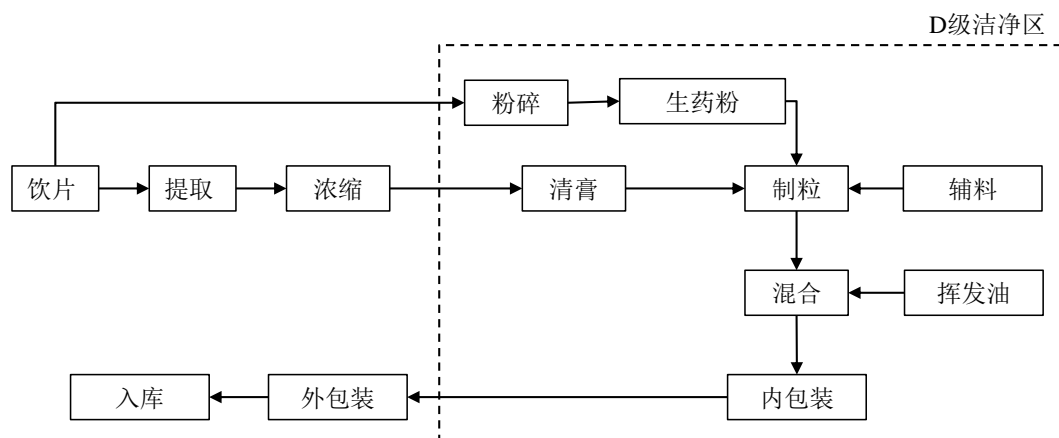 D级洁净区
粉碎
生药粉
饮片
提取
浓缩
清膏
制粒
辅料
混合
挥发油
入库
外包装
内包装